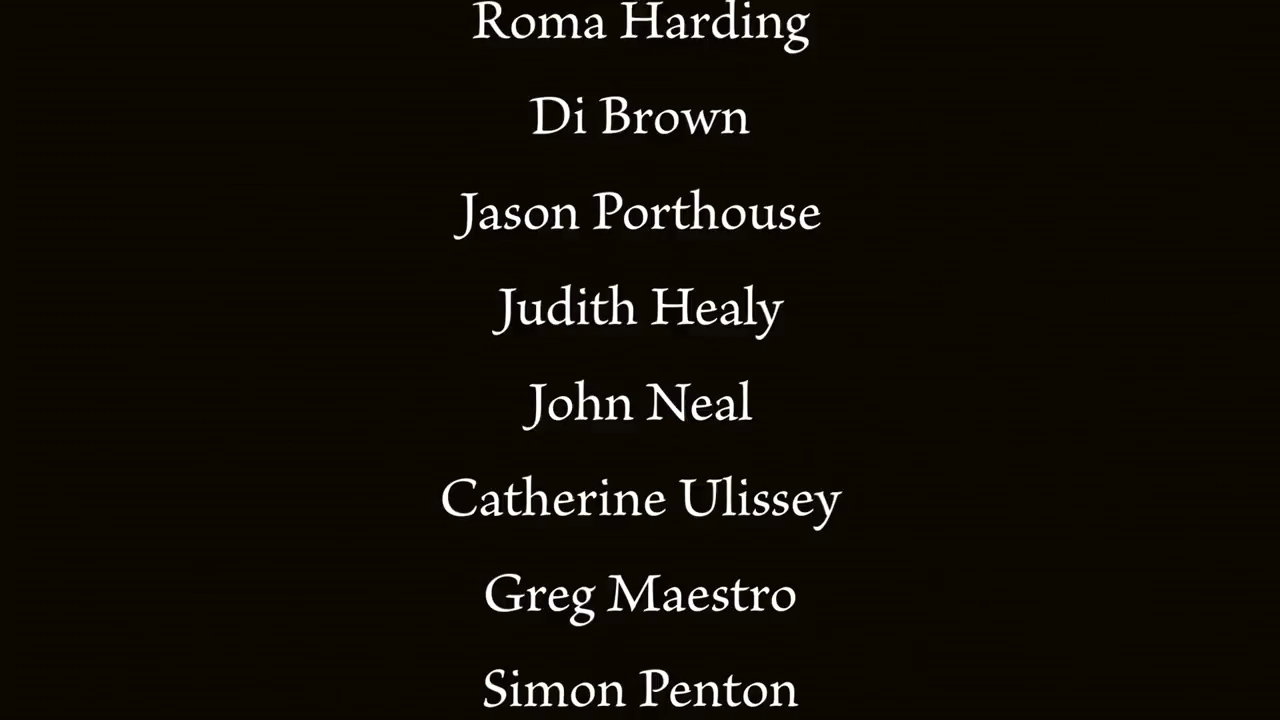 Roma Harding
Di Brown
Jason Porthouse
Judith Healy
John Neal
Catherine Ulissey
Greg Maestro
Simon Penton